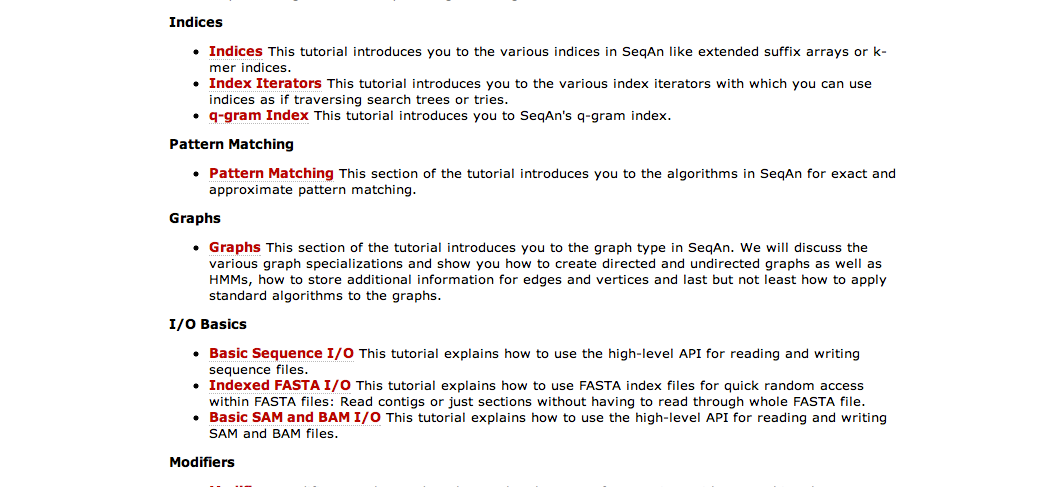 Indices
• Indices This tutorial introduces you to the various indices in SeqAn like extended suffix arrays or k-
mer indices.
• Index Iterators This tutorial introduces you to the various index iterators with which you can use
indices as if traversing search trees or tries.
• q-gram Index This tutorial introduces you to SeqAn's q-gram index.
Pattern Matching
• Pattern Matching This section of the tutorial introduces you to the algorithms in SeqAn for exact and
approximate pattern matching.
Graphs
• Graphs This section of the tutorial introduces you to the graph type in SeqAn. We will discuss the
various graph specializations and show you how to create directed and undirected graphs as well as
HMMs, how to store additional information for edges and vertices and last but not least how to apply
standard algorithms to the graphs.
I/O Basics
• Basic Sequence I/O This tutorial explains how to use the high-level API for reading and writing
sequence files.
• Indexed FASTA I/O This tutorial explains how to use FASTA index files for quick random access
within FASTA files: Read contigs or just sections without having to read through whole FASTA file.
• Basic SAM and BAM I/O This tutorial explains how to use the high-level API for reading and writing
SAM and BAM files.
Modifiers